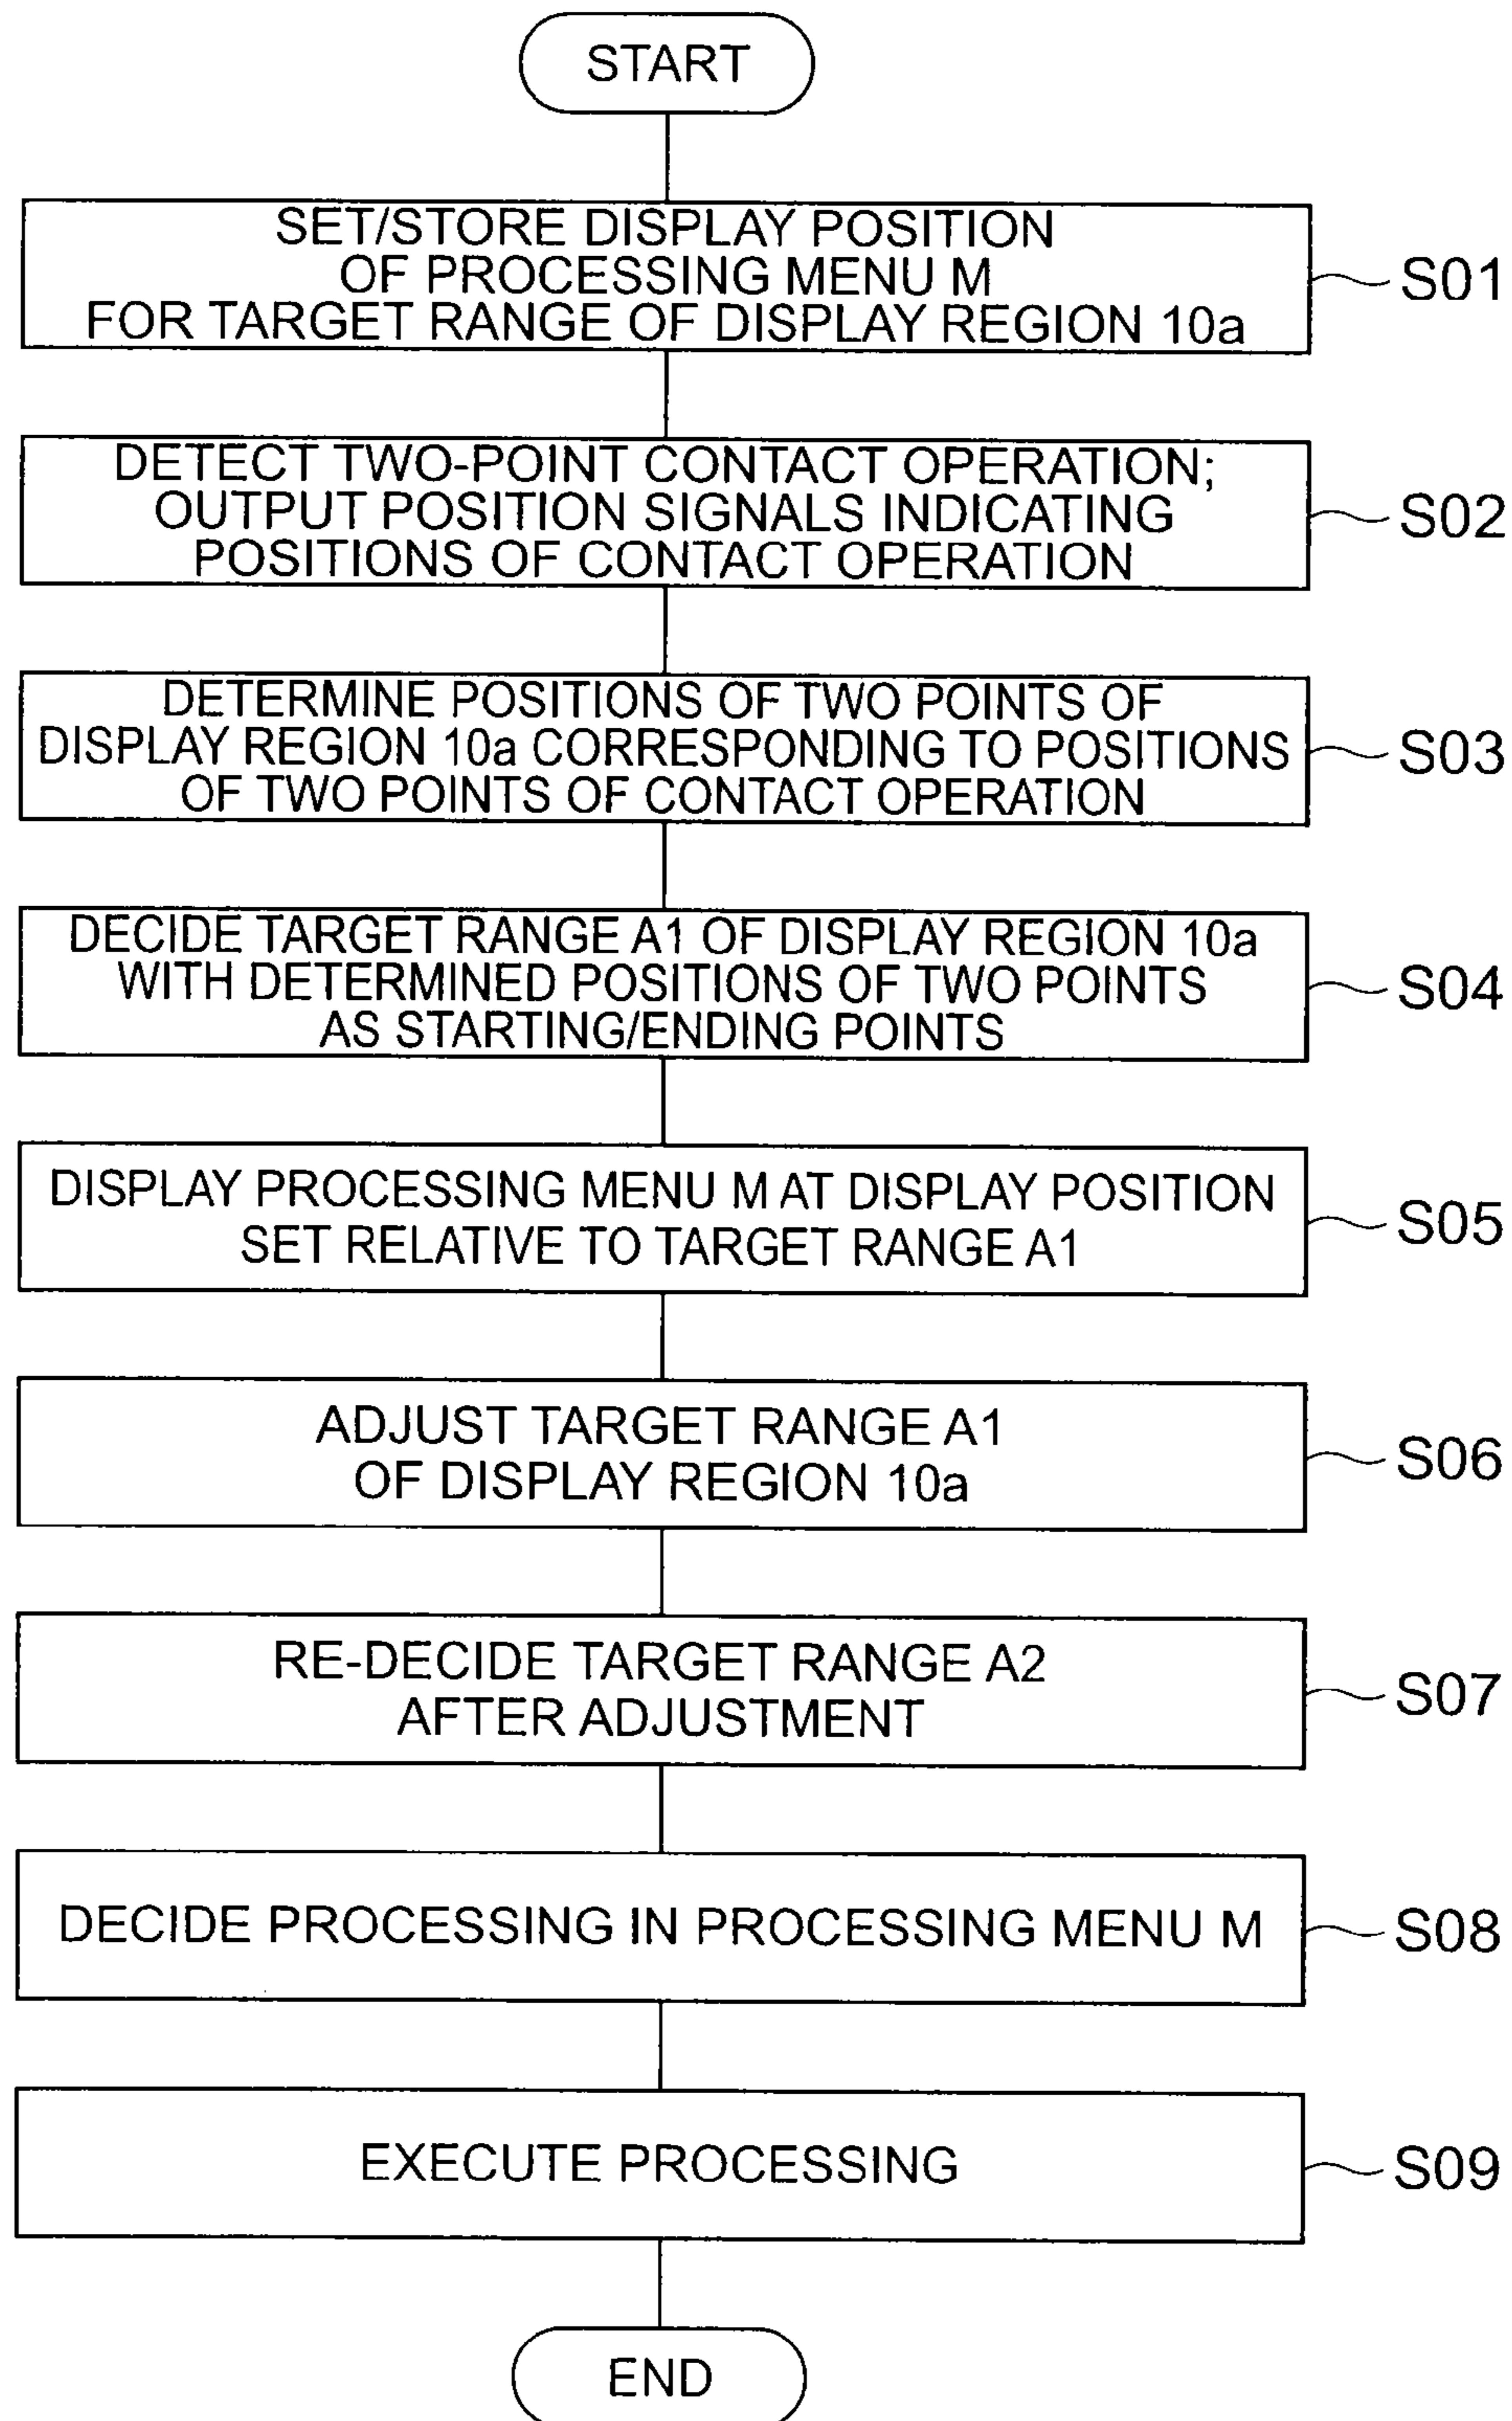 START
SET/STORE DISPLAY POSITION
OF PROCESSING MENU M
FOR TARGET RANGE OF DISPLAY REGION 10a
S01
DETECT TWO-POINT CONTACT OPERATION;
OUTPUT POSITION SIGNALS INDICATING
POSITIONS OF CONTACT OPERATION
S02
DETERMINE POSITIONS OF TWO POINTS OF
DISPLAY REGION 10a CORRESPONDING TO POSITIONS
OF TWO POINTS OF CONTACT OPERATION
S03
DECIDE TARGET RANGE A1 OF DISPLAY REGION 10a
WITH DETERMINED POSITIONS OF TWO POINTS
AS STARTING/ENDING POINTS
S04
DISPLAY PROCESSING MENU M AT DISPLAY POSITION
SET RELATIVE TO TARGET RANGE A1
S05
ADJUST TARGET RANGE A1
OF DISPLAY REGION 10a
S06
RE-DECIDE TARGET RANGE A2
AFTER ADJUSTMENT
S07
DECIDE PROCESSING IN PROCESSING MENU M
S08
EXECUTE PROCESSING
S09
END